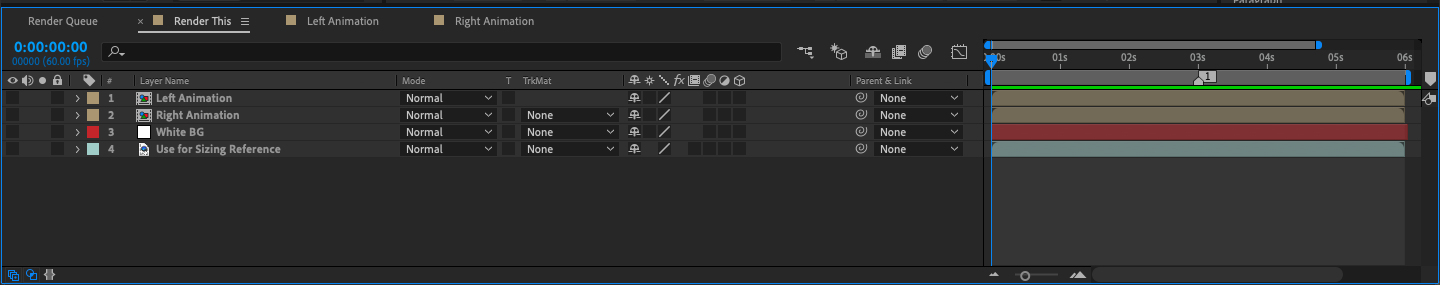 Paragraph
Render Queue × Render This Left Animation Right Animation
0:00:00:00
00000 (60.00 fps)
01s 02s 03s 04s 05s 06s
# Layer Name Mode T TrkMat fx Parent & Link 1
1 Left Animation Normal None
2 Right Animation Normal None None
3 White BG Normal None None
4 Use for Sizing Reference Normal None None